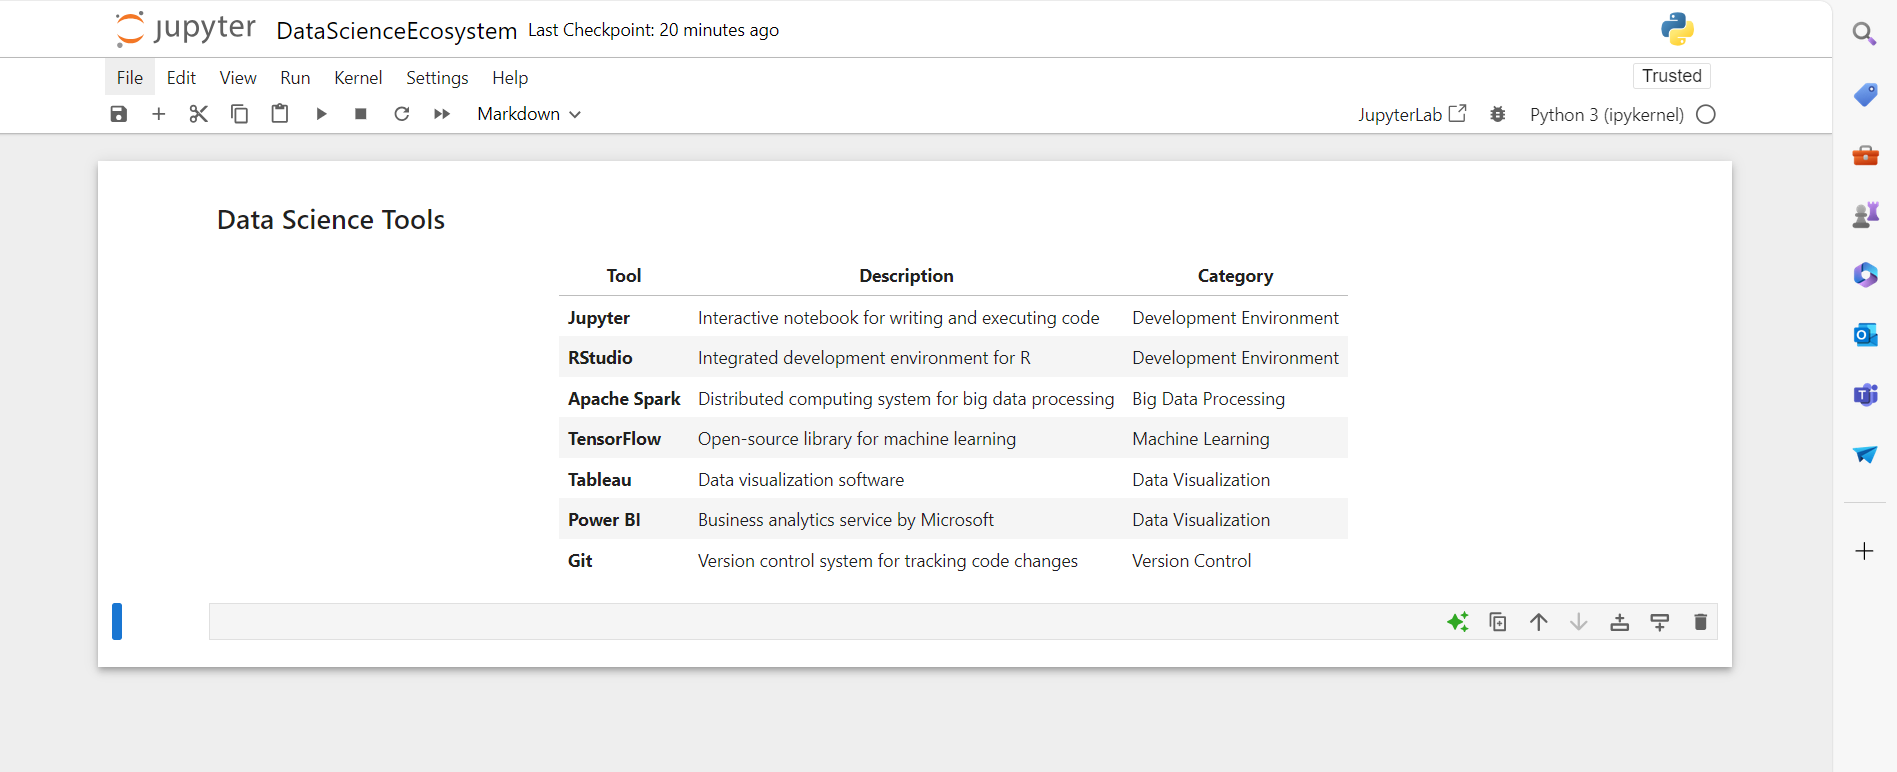 jupyter DataScienceEcosystem Last Checkpoint: 20 minutes ago
File Edit View Run Kernel Settings Help Trusted
Markdown JupyterLab Python 3 (ipykernel)
Data Science Tools
Tool Description Category
Jupyter Interactive notebook for writing and executing code Development Environment
RStudio Integrated development environment for R Development Environment
Apache Spark Distributed computing system for big data processing Big Data Processing
TensorFlow Open-source library for machine learning Machine Learning
Tableau Data visualization software Data Visualization
Power BI Business analytics service by Microsoft Data Visualization
Git Version control system for tracking code changes Version Control